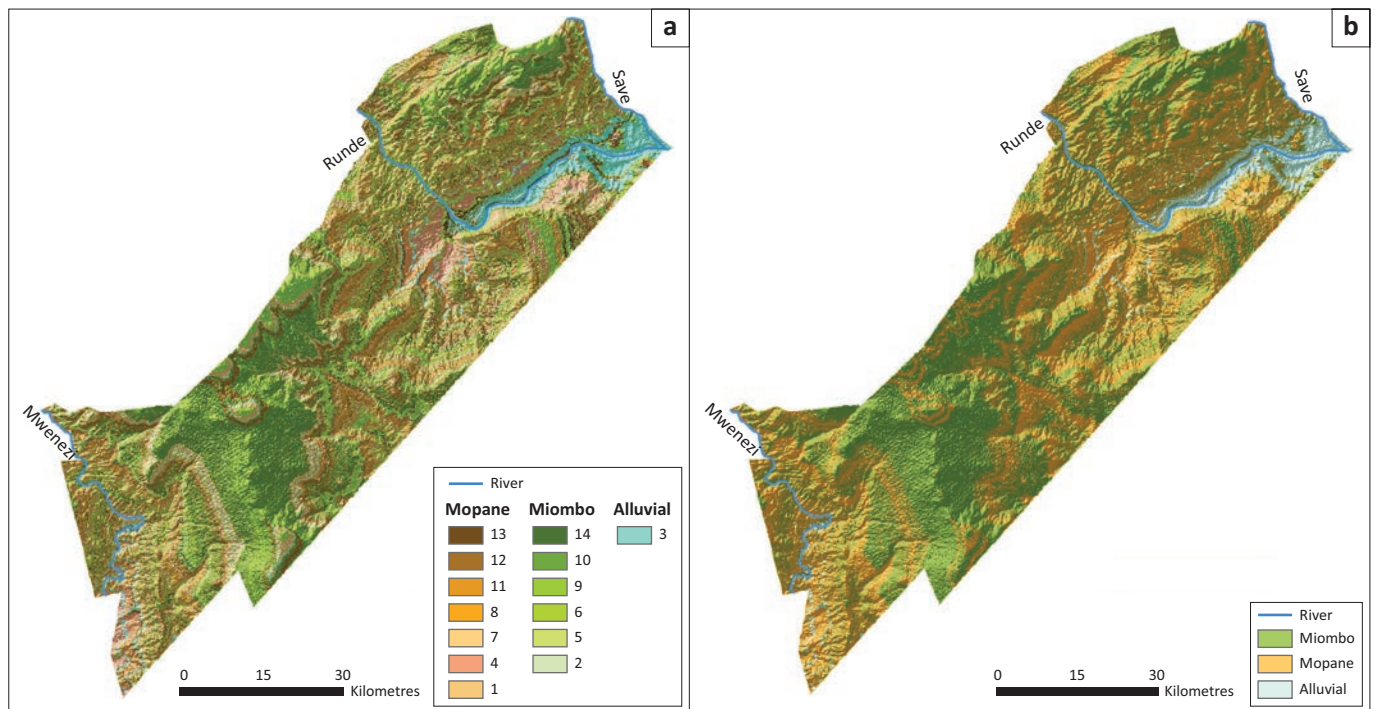 a
Save
Runde
Mwenezi
River
Mopane Miombo Alluvial
13 14 3
12 10
11 9
8 6
7 5
4 2
1
0 15 30
Kilometres
b
Save
Runde
Mwenezi
River
Miombo
Mopane
Alluvial
0 15 30
Kilometres